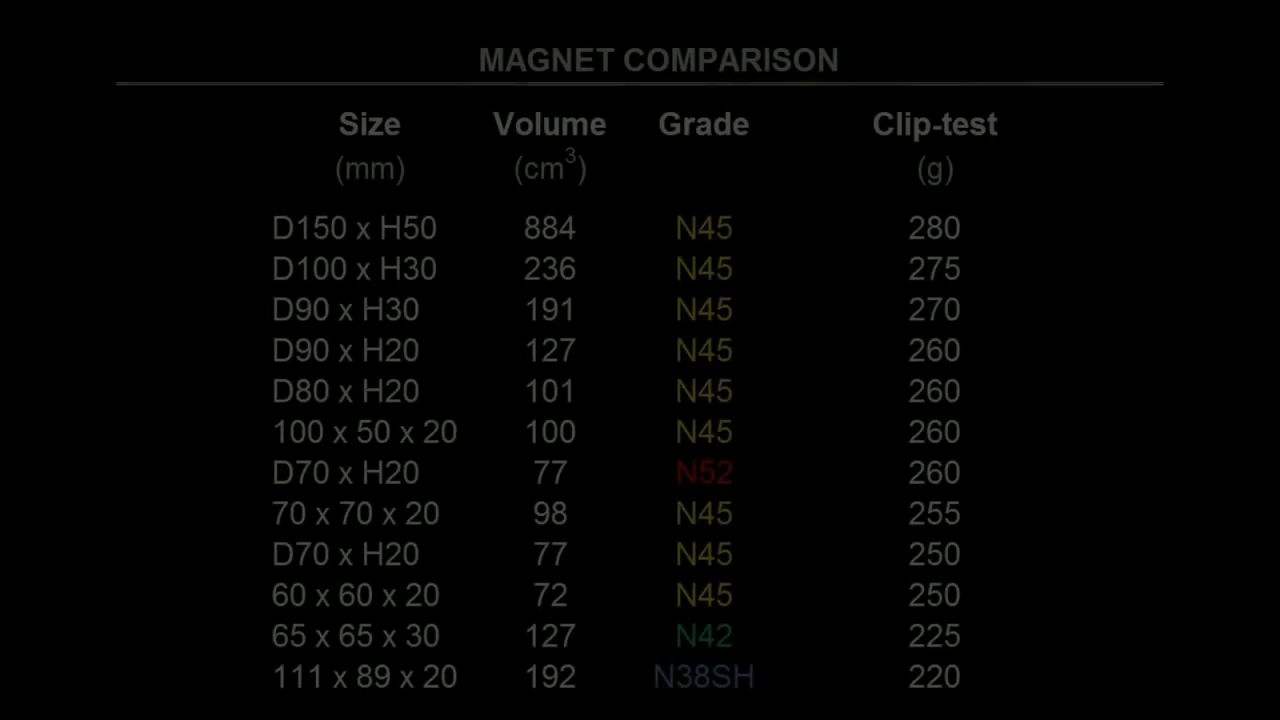 MAGNET COMPARISON
Size Volume Grade Clip-test
(mm) (cm³) (g)
D150 x H50 884 N45 280
D100 x H30 236 N45 275
D90 x H30 191 N45 270
D90 x H20 127 N45 260
D80 x H20 101 N45 260
100 x 50 x 20 100 N45 260
D70 x H20 77 N52 260
70 x 70 x 20 98 N45 255
D70 x H20 77 N45 250
60 x 60 x 20 72 N45 250
65 x 65 x 30 127 N42 225
111 x 89 x 20 192 N38SH 220